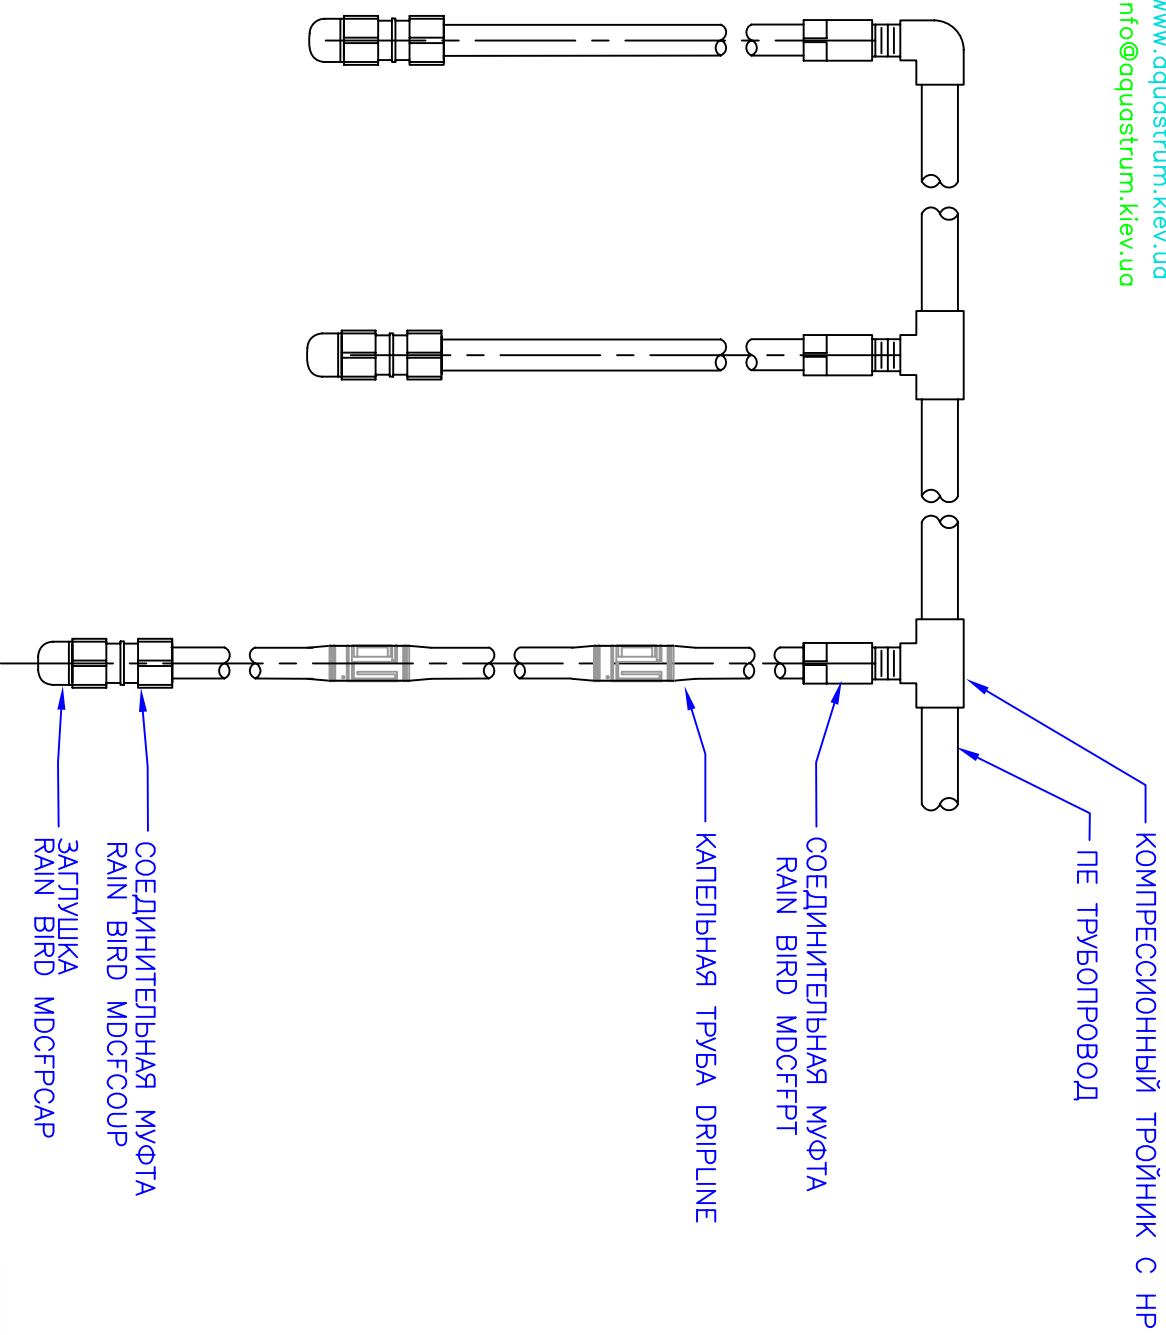 www.aquastrum.kiev.ua
nfo@aquastrum.kiev.ua
КОМПРЕССИОННЫЙ ТРОЙНИК С НР
ПЕ ТРУБОПРОВОД
СОЕДИНИТЕЛЬНАЯ МУФТА
RAIN BIRD MDCFFPT
КАПЕЛЬНАЯ ТРУБА DRIPLINE
СОЕДИНИТЕЛЬНАЯ МУФТА
RAIN BIRD MDCFCOUP
ЗАГЛУШКА
RAIN BIRD MDCFPCAP